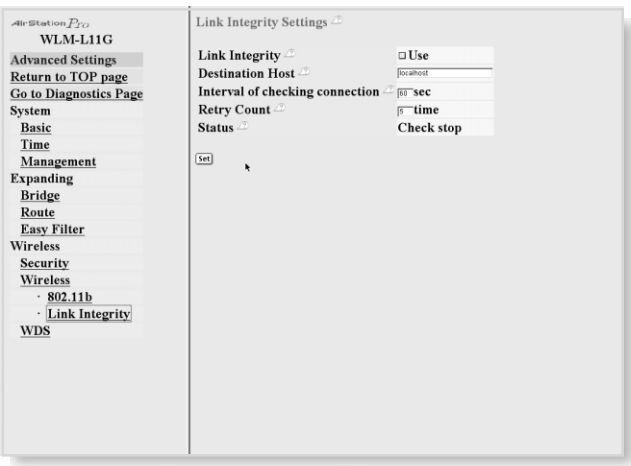 AirStation Pro
WLM-L11G
Advanced Settings
Return to TOP page
Go to Diagnostics Page
System
Basic
Time
Management
Expanding
Bridge
Route
Easy Filter
Wireless
Security
Wireless
· 802.11b
· Link Integrity
WDS
Link Integrity Settings
Link Integrity Use
Destination Host localhost
Interval of checking connection 60 sec
Retry Count 5 time
Status Check stop
Set